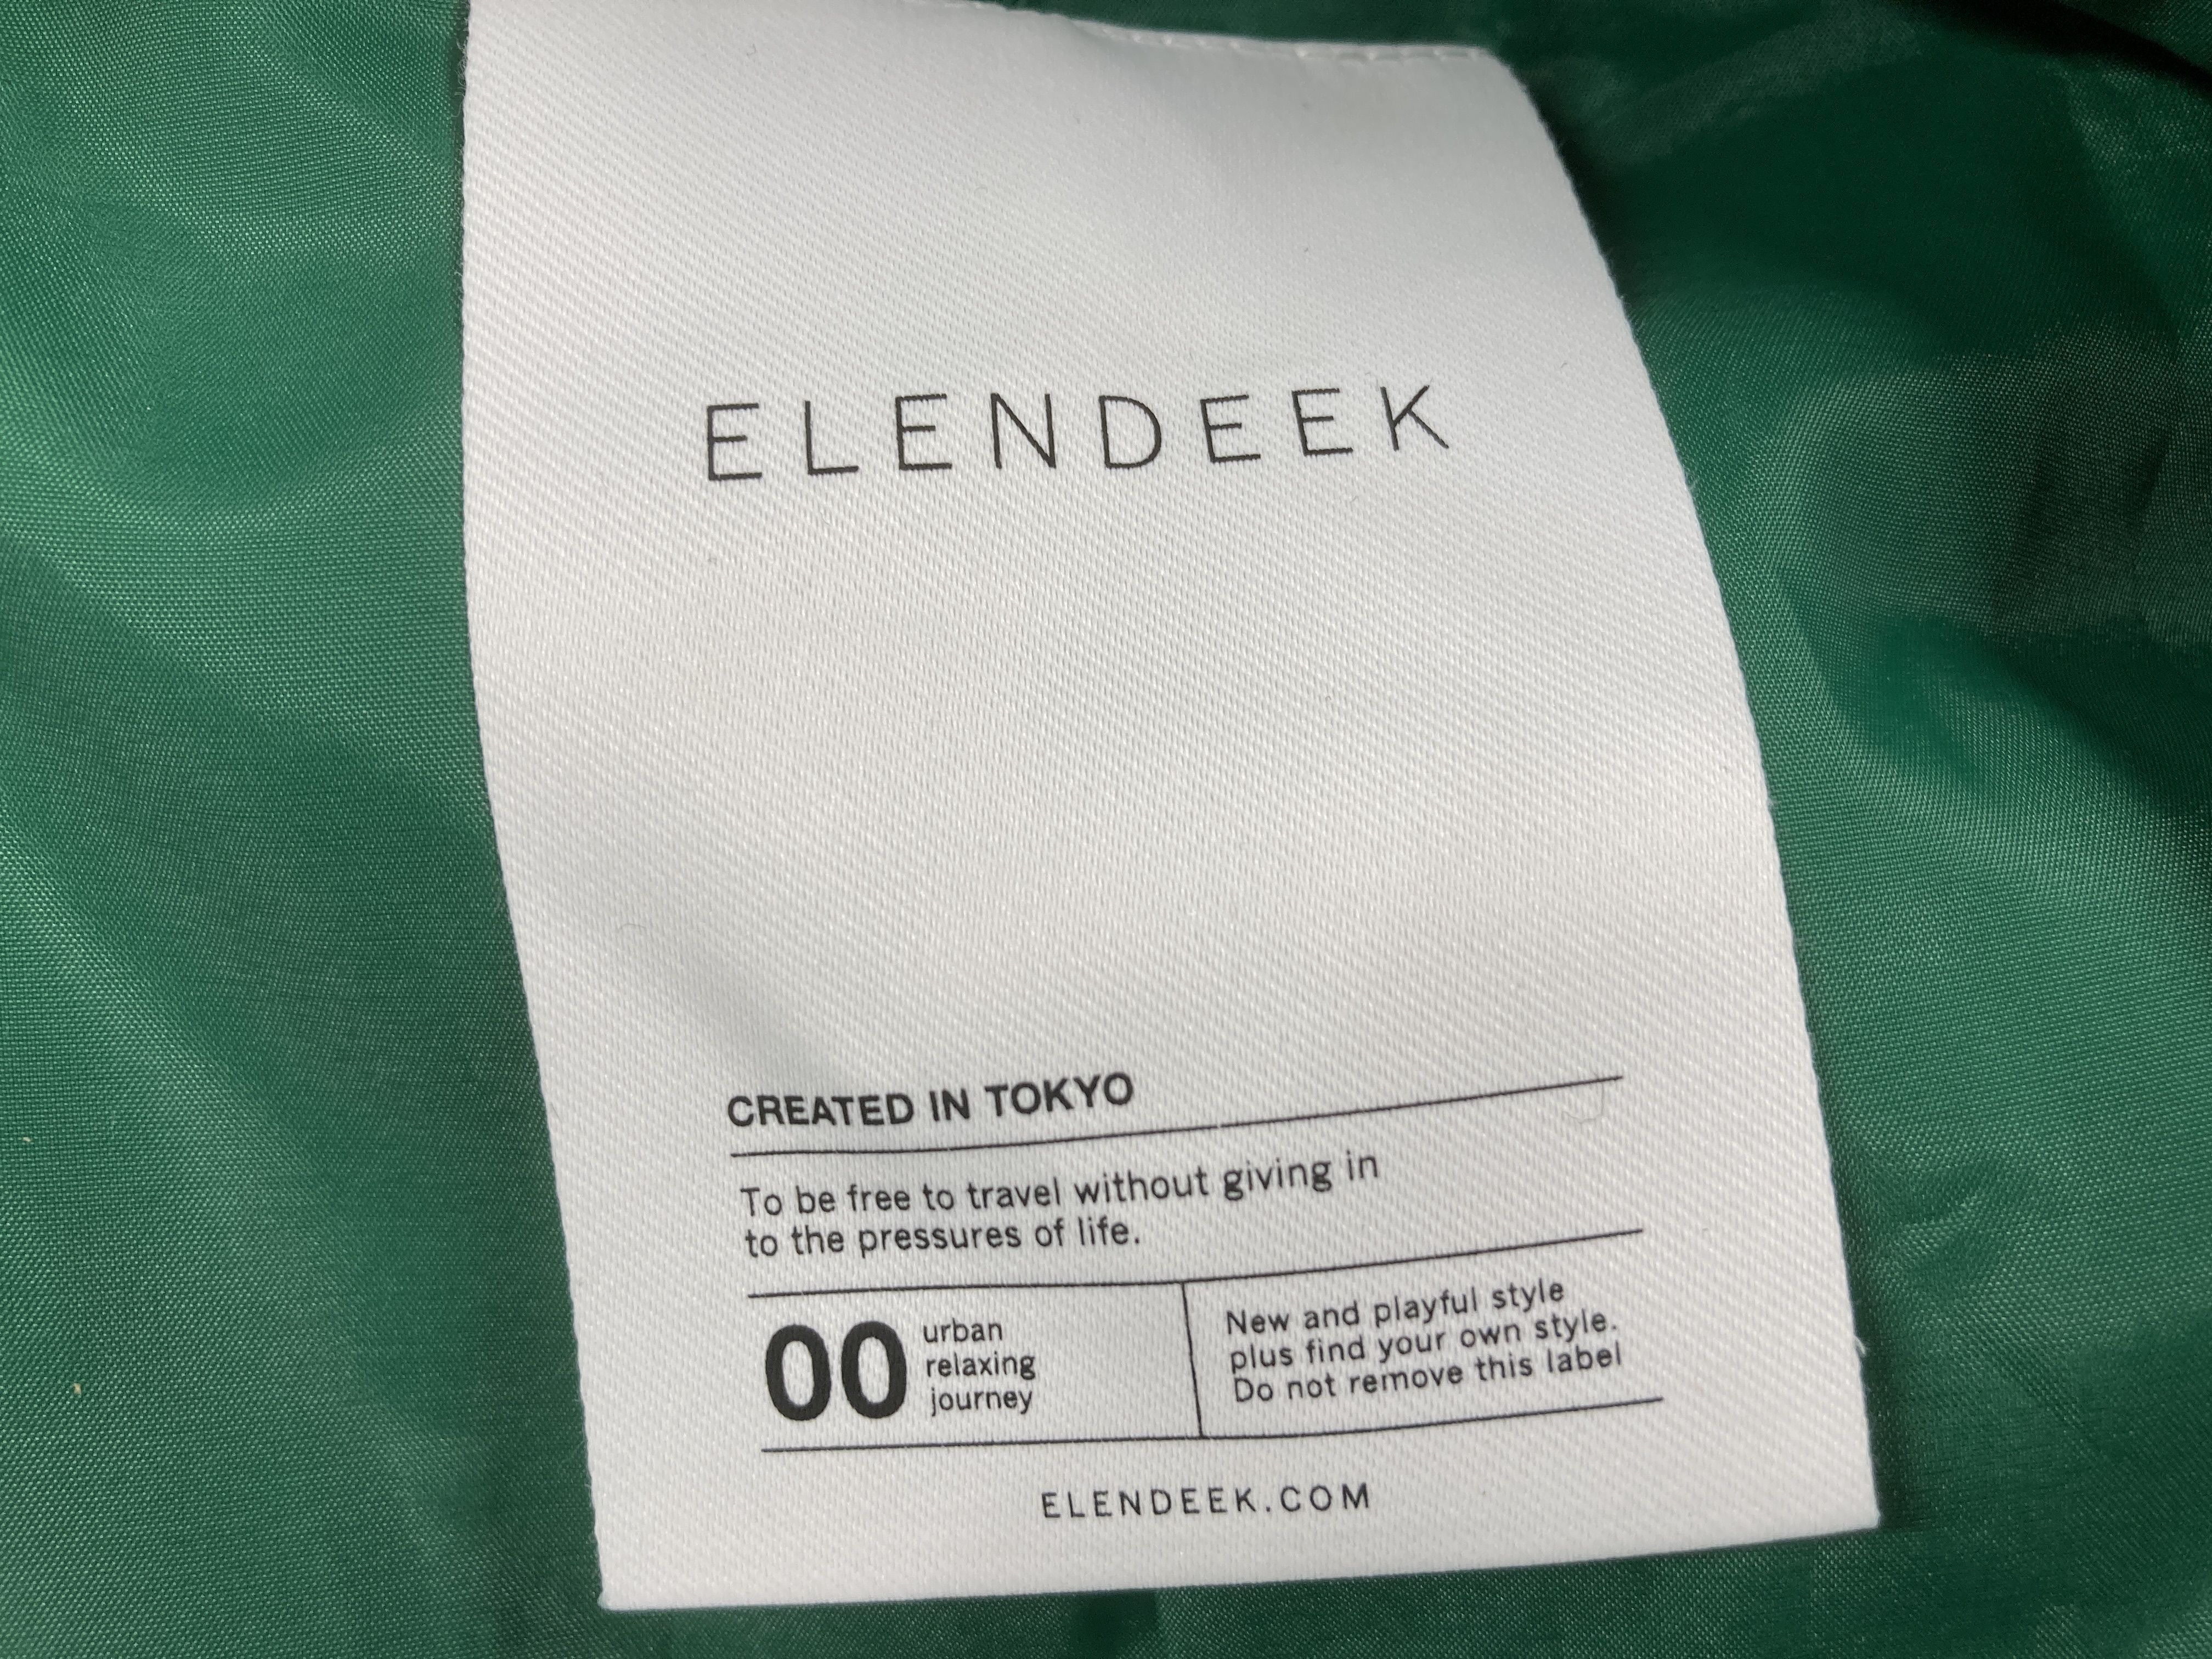 ELENDEEK
CREATED IN TOKYO
To be free to travel without giving in
to the pressures of life.
00
urban
relaxing
journey
New and playful style
plus find your own style.
Do not remove this label
ELENDEEK.COM